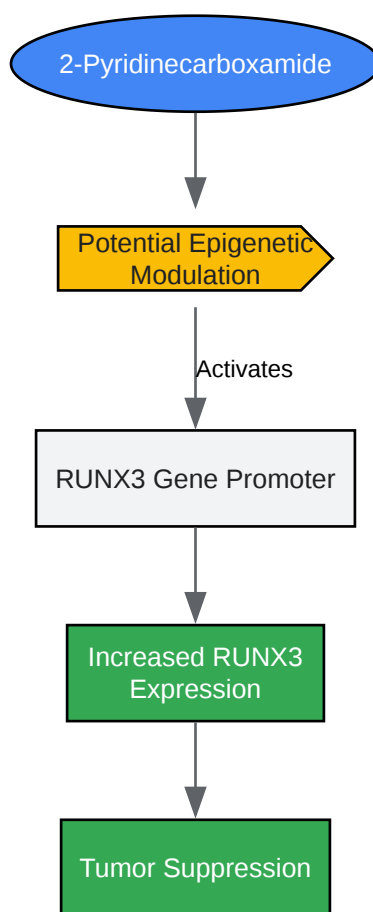 2-Pyridinecarboxamide
Potential Epigenetic
Modulation
Activates
RUNX3 Gene Promoter
Increased RUNX3
Expression
Tumor Suppression